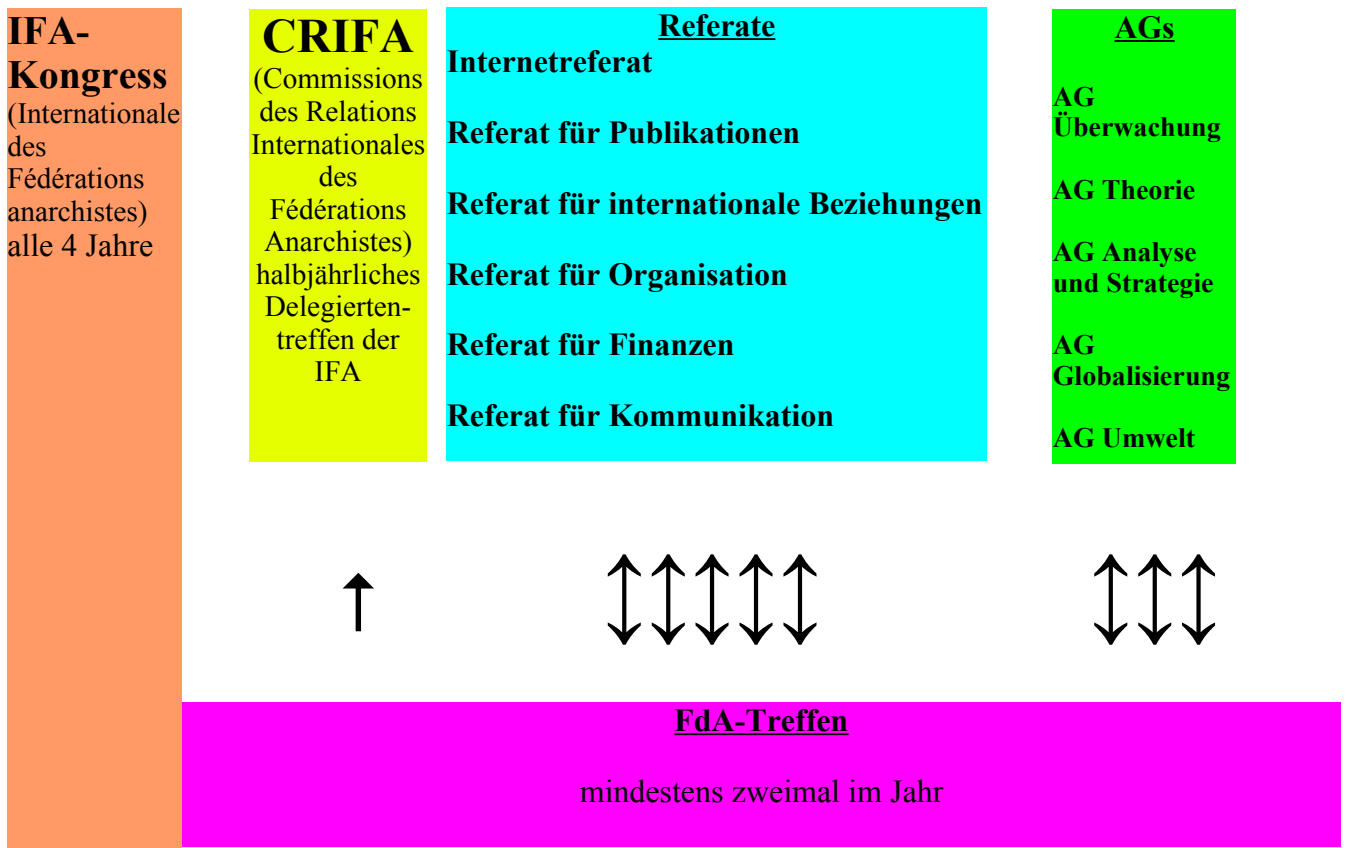 IFA-
Kongress
(Internationale
des
Fédérations
anarchistes)
alle 4 Jahre
CRIFA
(Commissions
des Relations
Internationales
des
Fédérations
Anarchistes)
halbjährliches
Delegierten-
treffen der
IFA
Referate
Internetreferat
Referat für Publikationen
Referat für internationale Beziehungen
Referat für Organisation
Referat für Finanzen
Referat für Kommunikation
AGs
AG
Überwachung
AG Theorie
AG Analyse
und Strategie
AG
Globalisierung
AG Umwelt
FdA-Treffen
mindestens zweimal im Jahr